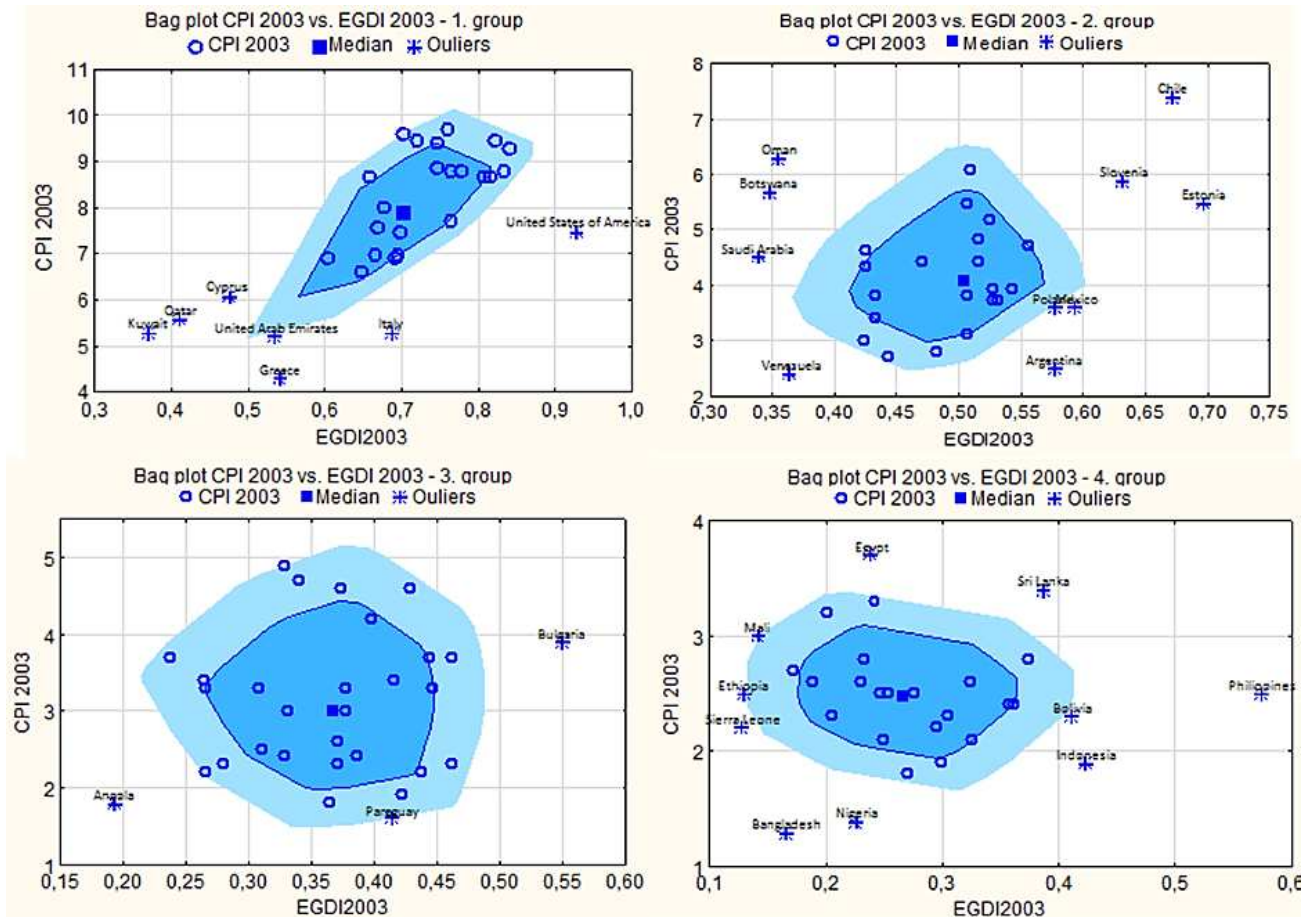 Bag plot CPI 2003 vs. EGDI 2003 - 1. group
CPI 2003 Median Ouliers
CPI 2003
11
10
9
8
7
6
5
4
United States of America
Cyprus
Qatar
Kuwait
United Arab Emirates
Italy
Greece
0,3 0,4 0,5 0,6 0,7 0,8 0,9 1,0
EGDI2003
Bag plot CPI 2003 vs. EGDI2003 - 2. group
CPI 2003 Median Ouliers
CPI 2003
8
7
6
5
4
3
2
Chile
Oman
Botswana
Slovenia
Estonia
Saudi Arabia
Poland Mexico
Venezuela
Argentina
0,30 0,35 0,40 0,45 0,50 0,55 0,60 0,65 0,70 0,75
EGDI2003
Bag plot CPI 2003 vs. EGDI 2003 - 3. group
CPI 2003 Median Ouliers
CPI 2003
5
4
3
2
1
Bulgaria
Angola
Paraguay
0,15 0,20 0,25 0,30 0,35 0,40 0,45 0,50 0,55 0,60
EGDI2003
Bag plot CPI 2003 vs. EGDI 2003 - 4. group
CPI 2003 Median Ouliers
CPI 2003
4
3
2
1
Egypt
Sri Lanka
Mali
Ethiopia
Philippines
Sierra Leone
Bolivia
Indonesia
Nigeria
Bangladesh
0,1 0,2 0,3 0,4 0,5 0,6
EGDI2003